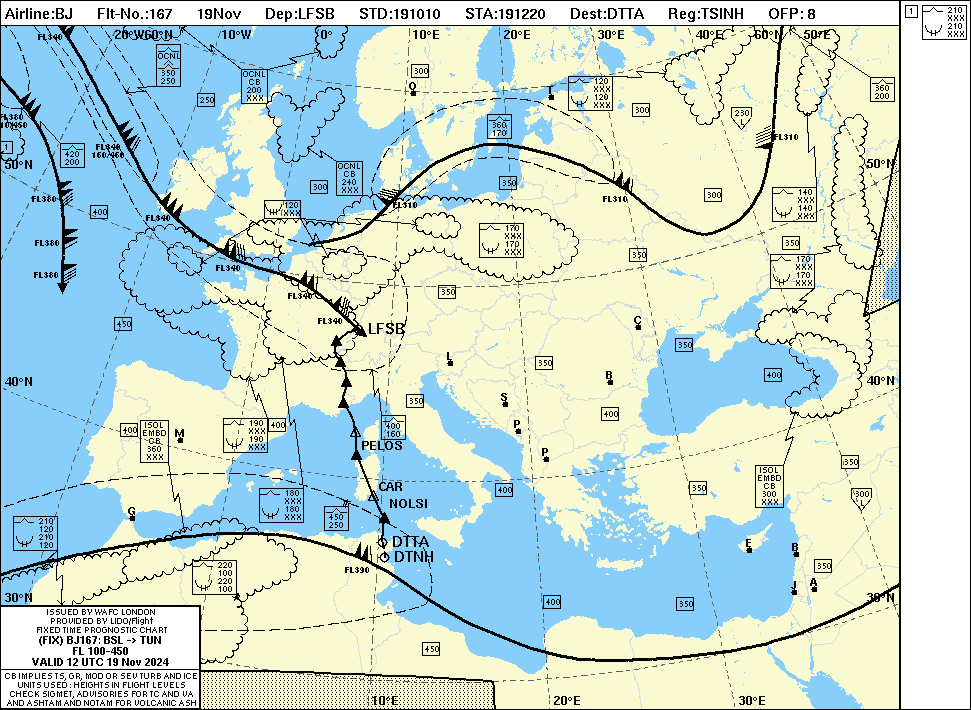 Airline:BJ Flt-No.:167 19Nov Dep:LFSB STD:191010 STA:191220 Dest:DTTA Reg:TSINH OFP: 8
1
210
XXX
210
XXX
20°W 60°N 10°W 0° 10°E 20°E 30°E 40°E 60°N 50°E
FL340
OCNL
350
250
OCNL
CB
200
XXX
250
300
O
T
120
XXX
120
XXX
300
230
360
200
FL380
FL340
160/460
420
200
1
50°N
360
170
FL310
50°N
OCNL
CB
240
XXX
300
350
FL310
300
140
XXX
140
XXX
FL380
400
FL340
120
XXX
FL310
FL380
FL340
170
XXX
170
XXX
350
350
FL380
170
XXX
170
XXX
FL340
350
450
FL340
LFSB
C
350
L
350
40°N
B
400
40°N
S
350
400
400
ISOL
EMBD
CB
360
XXX
M
190
XXX
190
XXX
400
400
160
P
PELOS
P
350
ISOL
EMBD
CB
300
XXX
CAR
NOLSI
400
350
300
180
XXX
180
XXX
G
450
250
210
120
210
120
DTTA
DTNH
E
B
FL390
220
100
220
100
350
J
A
30°N
400
350
30°N
450
ISSUED BY WAFC LONDON
PROVIDED BY LIDO/Flight
FIXED TIME PROGNOSTIC CHART
(FIX) BJ167: BSL -> TUN
FL 100-450
VALID 12 UTC 19 Nov 2024
CB IMPLIES TS, GR, MOD OR SEV TURB AND ICE
UNITS USED : HEIGHTS IN FLIGHT LEVELS
CHECK SIGMET, ADVISORIES FOR TC AND VA
AND ASHTAM AND NOTAM FOR VOLCANIC ASH
10°E 20°E 30°E